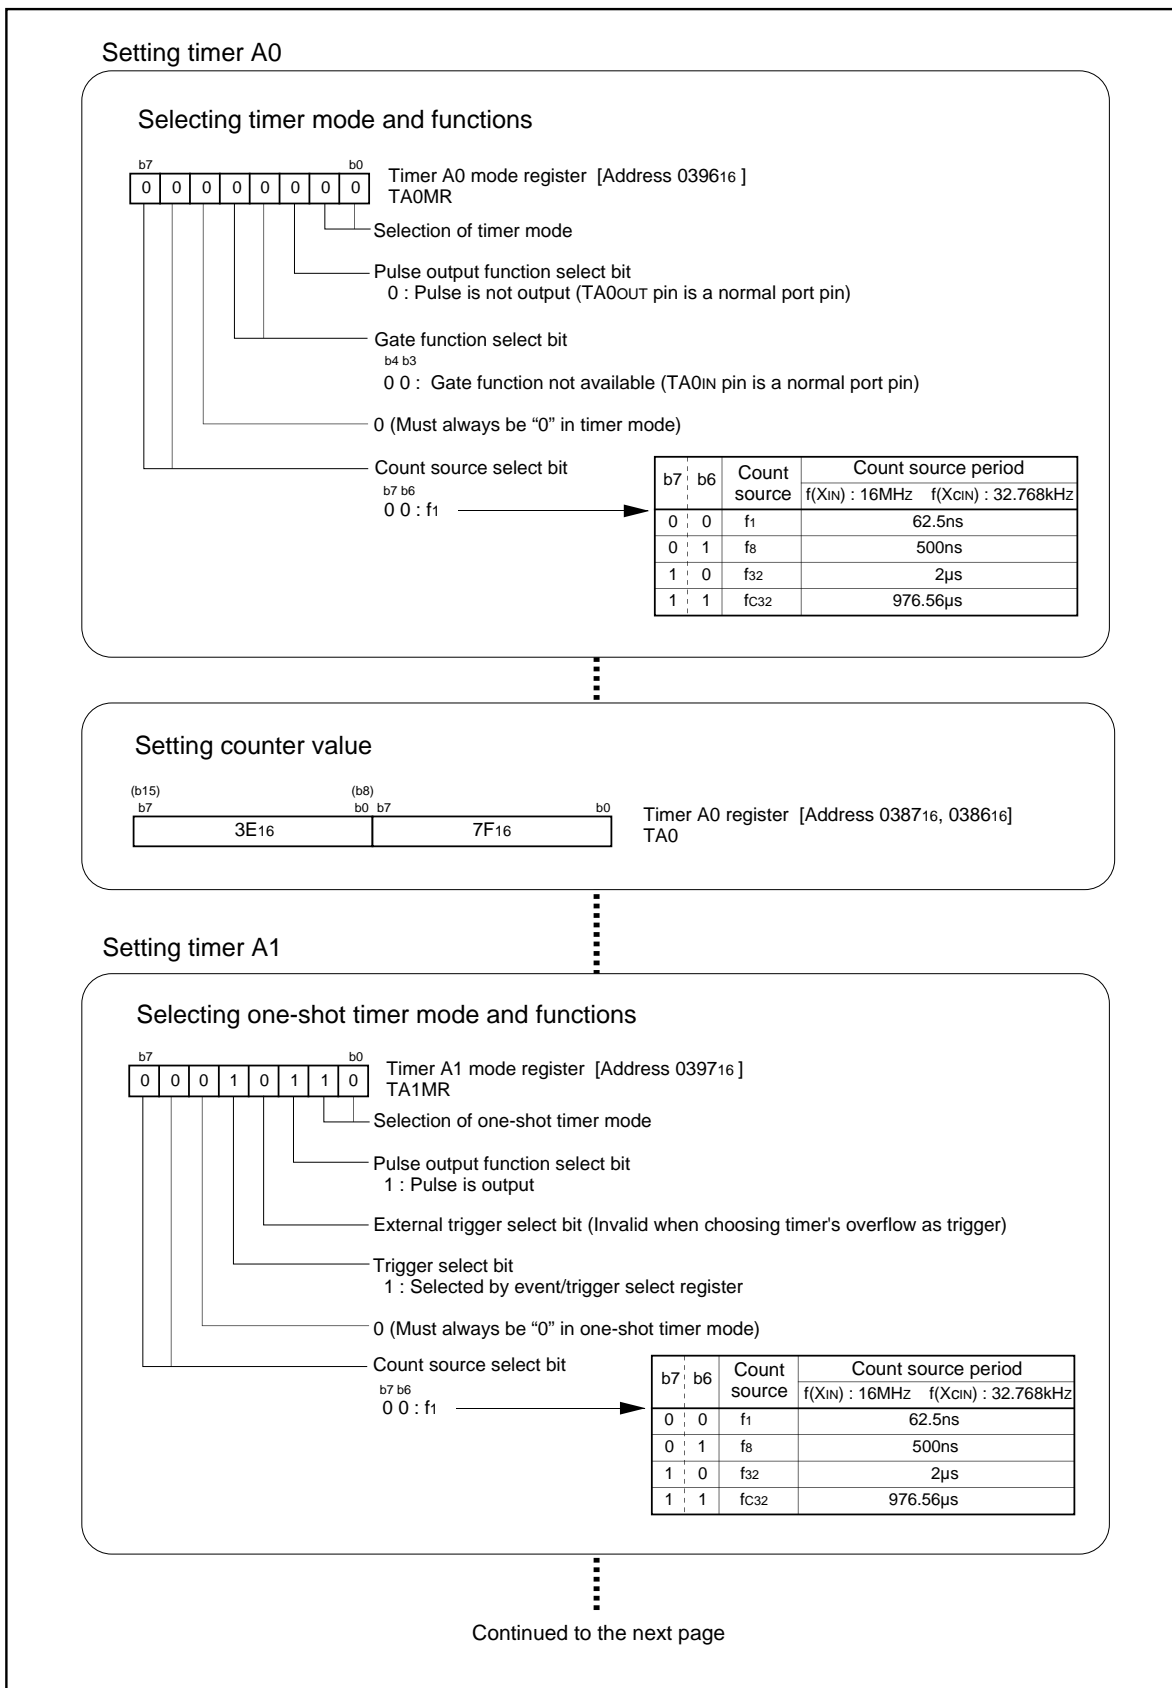 Setting timer A0
Selecting timer mode and functions
b7 b0
0 0 0 0 0 0 0 0
Timer A0 mode register [Address 039616 ]
TA0MR
Selection of timer mode
Pulse output function select bit
0 : Pulse is not output (TA0OUT pin is a normal port pin)
Gate function select bit
b4 b3
0 0 : Gate function not available (TA0IN pin is a normal port pin)
0 (Must always be “0” in timer mode)
Count source select bit
b7 b6
0 0 : f1
b7 b6 Count source Count source period
f(XIN) : 16MHz f(XCIN) : 32.768kHz
0 0 f1 62.5ns
0 1 f8 500ns
1 0 f32 2µs
1 1 fC32 976.56µs
Setting counter value
(b15) (b8)
b7 b0 b7 b0
3E16 7F16
Timer A0 register [Address 038716, 038616]
TA0
Setting timer A1
Selecting one-shot timer mode and functions
b7 b0
0 0 0 1 0 1 1 0
Timer A1 mode register [Address 039716 ]
TA1MR
Selection of one-shot timer mode
Pulse output function select bit
1 : Pulse is output
External trigger select bit (Invalid when choosing timer's overflow as trigger)
Trigger select bit
1 : Selected by event/trigger select register
0 (Must always be “0” in one-shot timer mode)
Count source select bit
b7 b6
0 0 : f1
b7 b6 Count source Count source period
f(XIN) : 16MHz f(XCIN) : 32.768kHz
0 0 f1 62.5ns
0 1 f8 500ns
1 0 f32 2µs
1 1 fC32 976.56µs
Continued to the next page